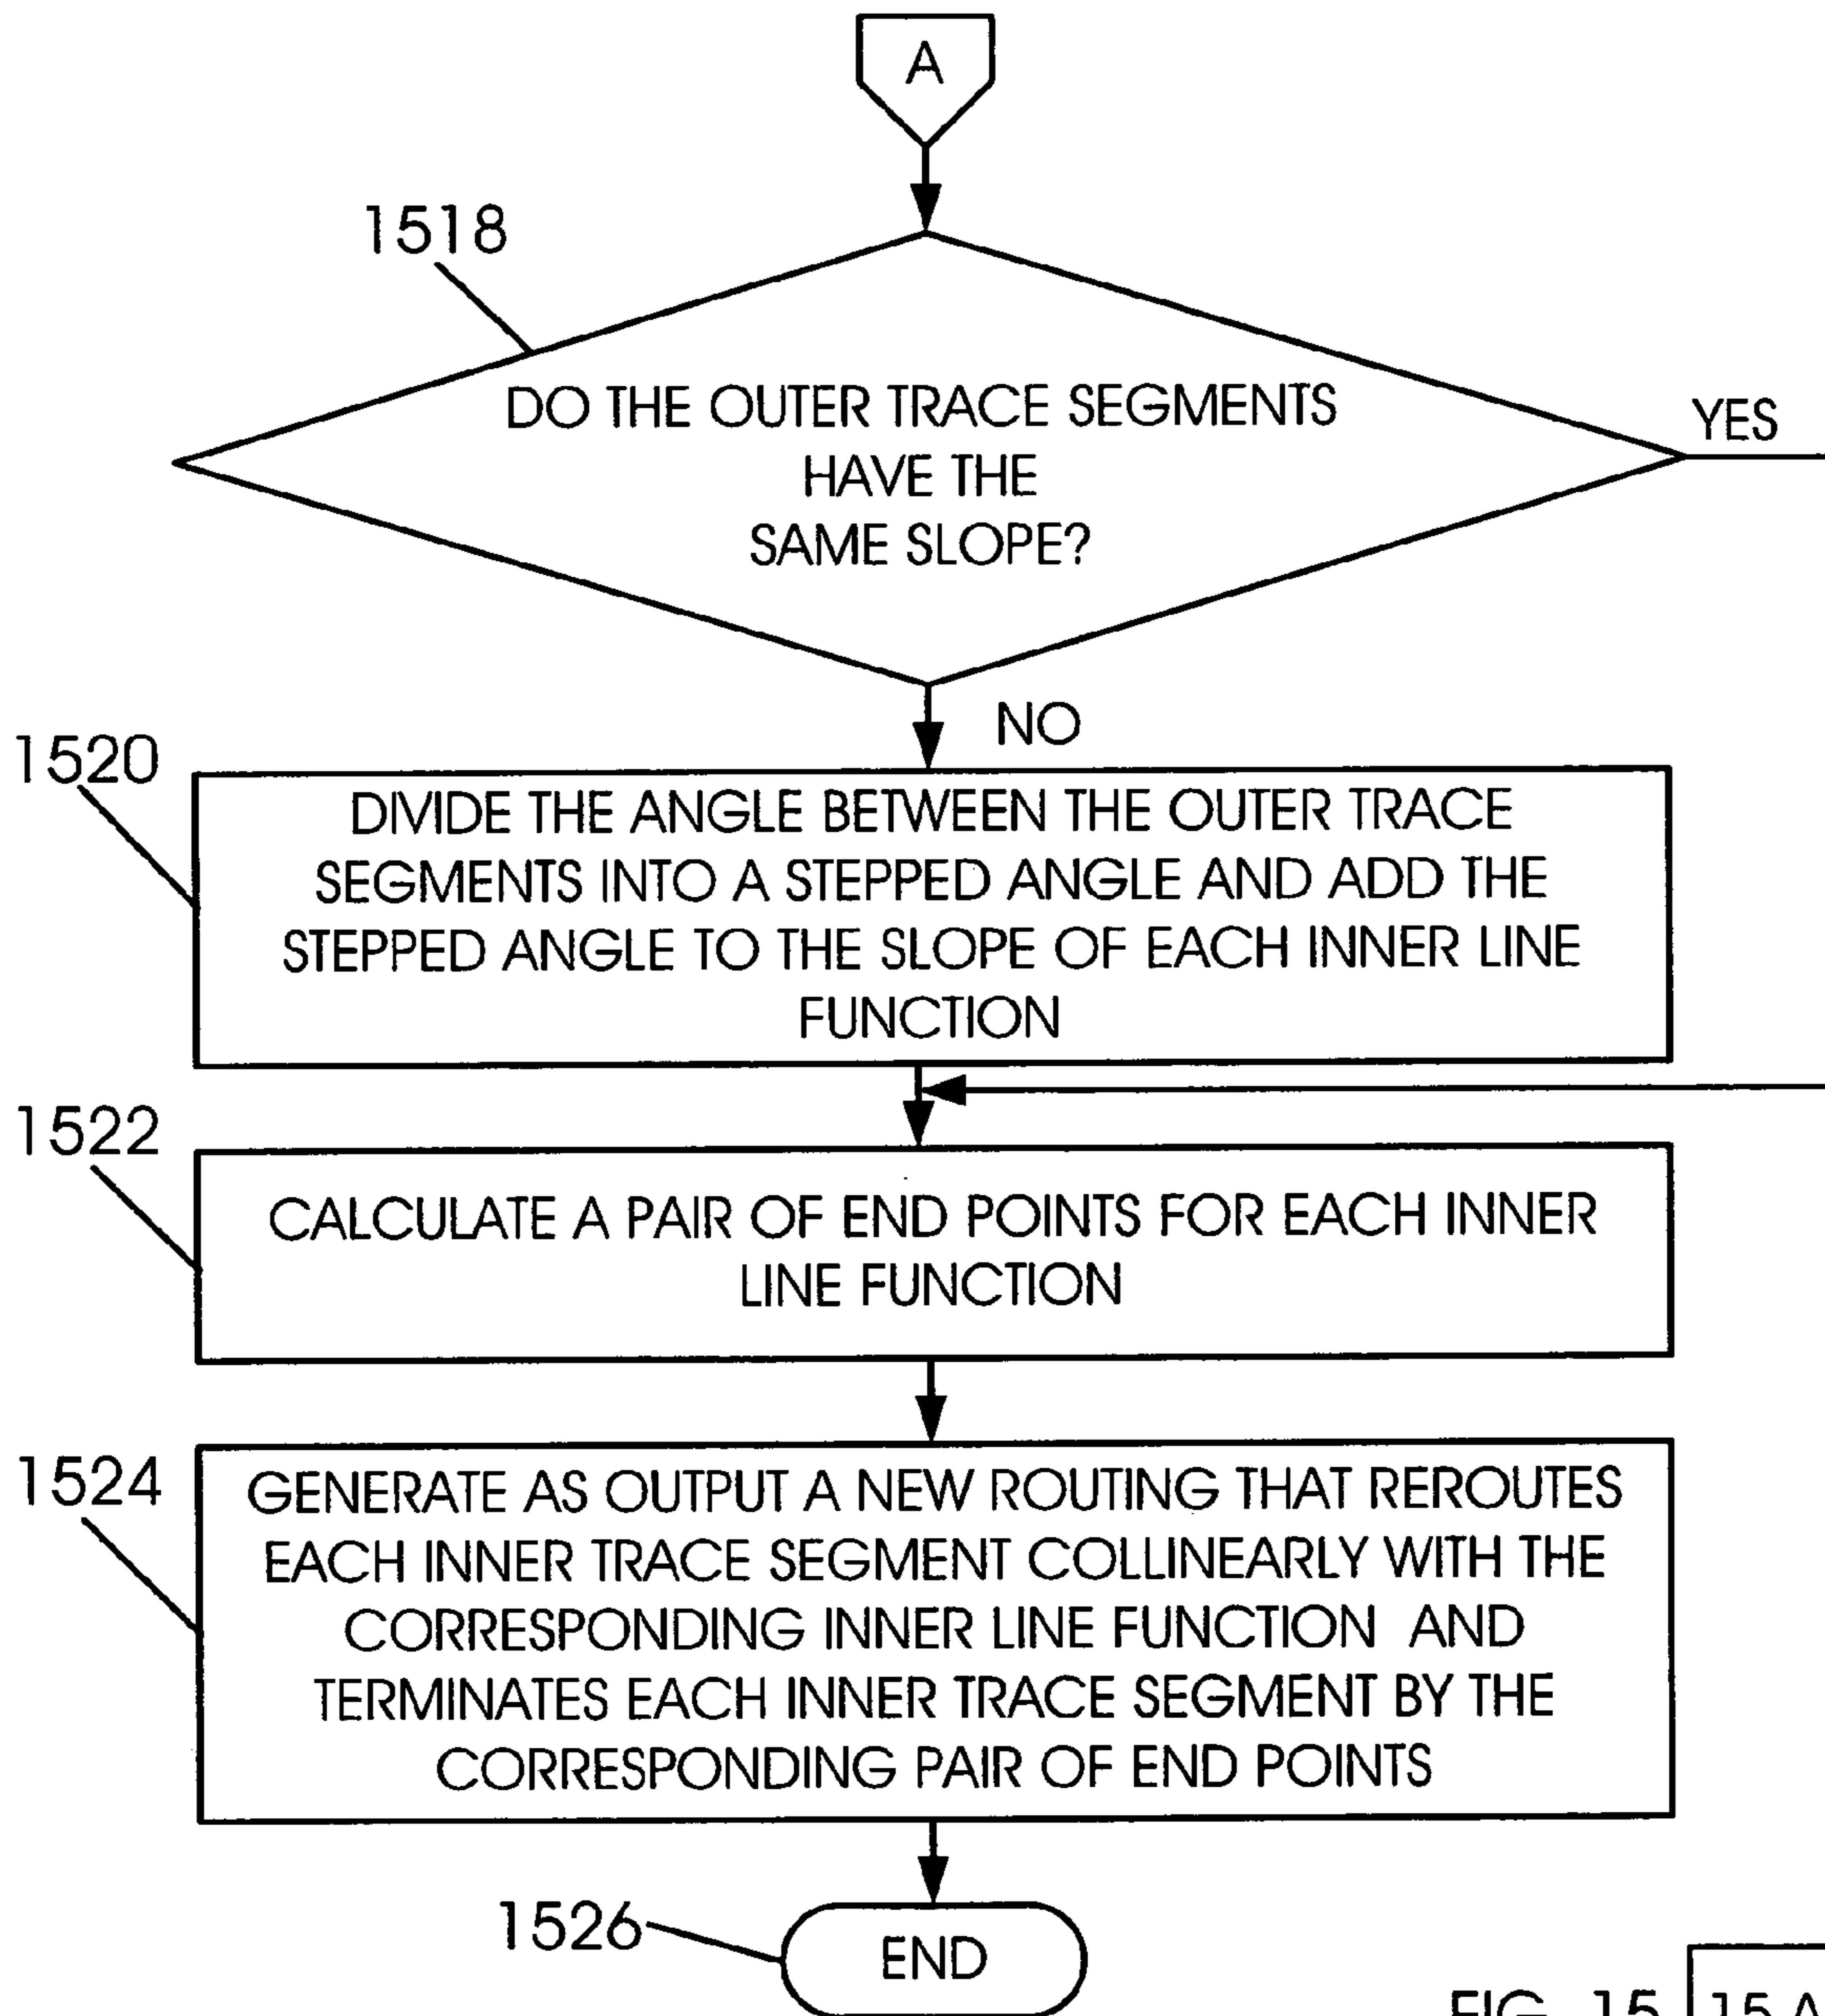 A
1518
DO THE OUTER TRACE SEGMENTS
HAVE THE
SAME SLOPE?
YES
NO
1520
DIVIDE THE ANGLE BETWEEN THE OUTER TRACE
SEGMENTS INTO A STEPPED ANGLE AND ADD THE
STEPPED ANGLE TO THE SLOPE OF EACH INNER LINE
FUNCTION
1522
CALCULATE A PAIR OF END POINTS FOR EACH INNER
LINE FUNCTION
1524
GENERATE AS OUTPUT A NEW ROUTING THAT REROUTES
EACH INNER TRACE SEGMENT COLLINEARLY WITH THE
CORRESPONDING INNER LINE FUNCTION AND
TERMINATES EACH INNER TRACE SEGMENT BY THE
CORRESPONDING PAIR OF END POINTS
1526
END
FIG. 15
15A